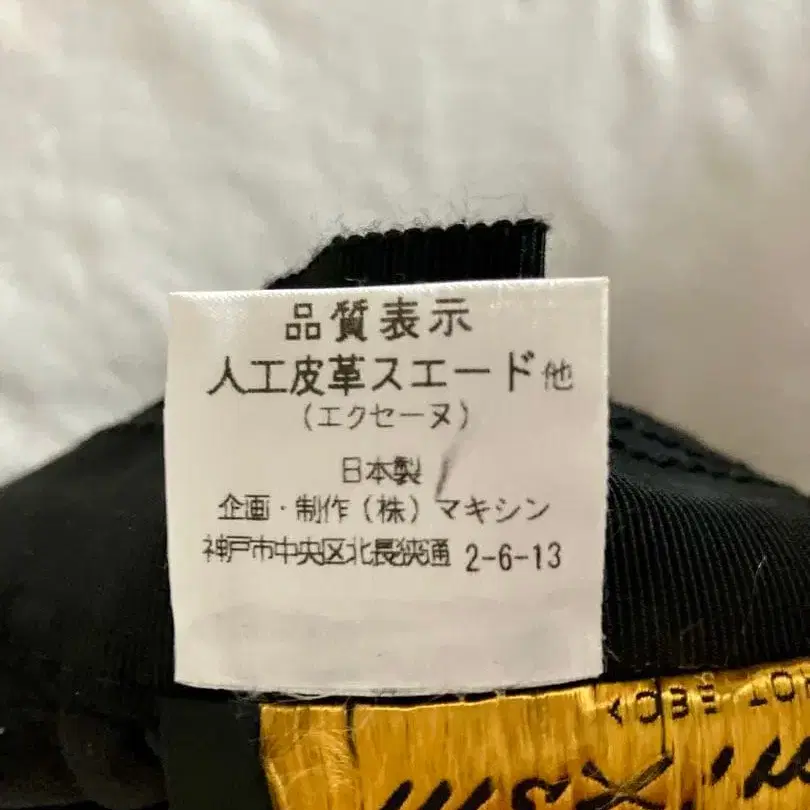 品質表示
人工皮革スエード他
(エクセーヌ)
日本製
企画・制作(株)マキシン
神戸市中央区北長狭通 2-6-13